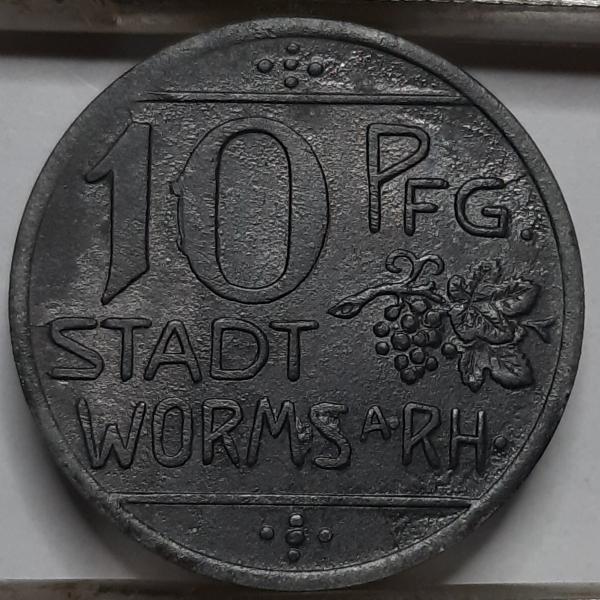 10 PFG.
STADT
WORMS A. RH.